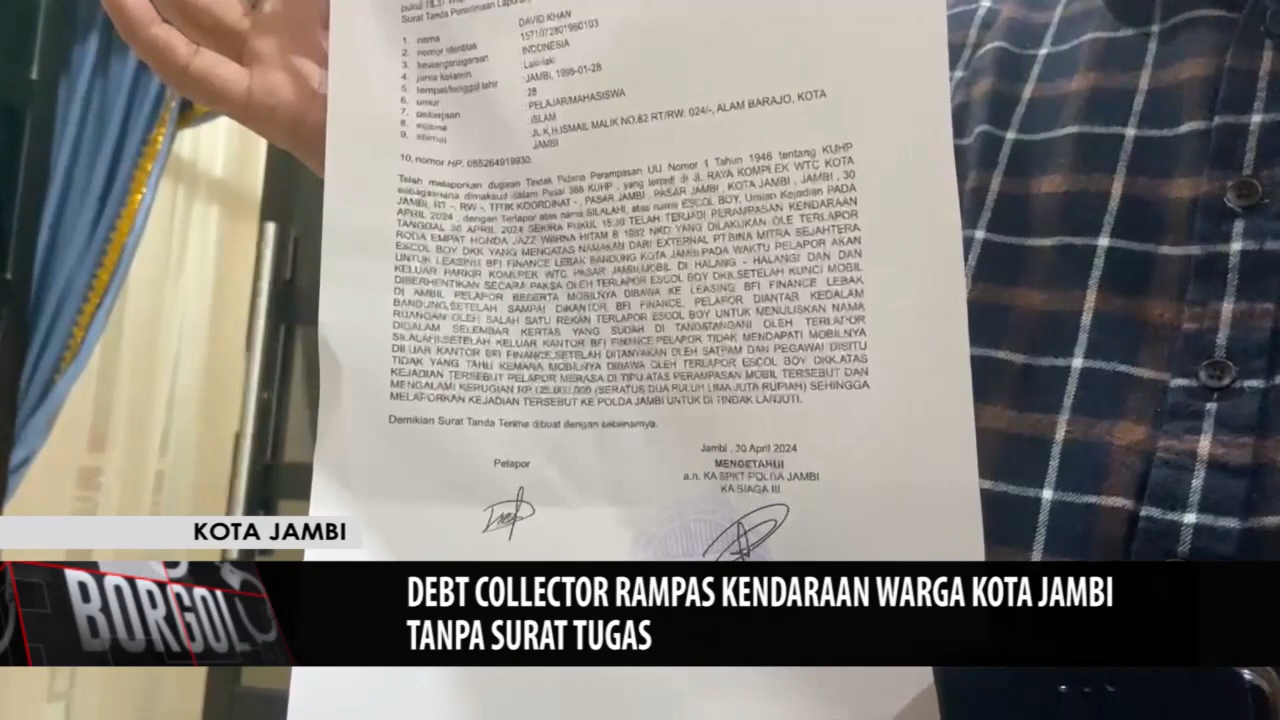 Surat Tanda Penerimaan Laporan
1. nama
DAVID KHAN
2. nomor identitas
1571072801960103
3. kewarganegaraan
: INDONESIA
4. jenis kelamin
: Laki-laki
5. tempat/tanggal lahir
: JAMBI, 1996-01-28
6. umur
: 28
7. pekerjaan
: PELAJAR/MAHASISWA
8. agama
: ISLAM
9. alamat
: JL.K.H.ISMAIL MALIK NO.82 RT/RW. 024/-, ALAM BARAJO, KOTA
JAMBI
10. nomor HP. 085264919930.
Telah melaporkan dugaan Tindak Pidana Perampasan UU Nomor 1 Tahun 1946 tentang KUHP
sebagaimana dimaksud dalam Pasal 368 KUHP , yang terjadi di JL RAYA KOMPLEK WTC KOTA
JAMBI, RT -, RW -, TITIK KOORDINAT - , PASAR JAMBI , PASAR JAMBI , KOTA JAMBI , JAMBI , 30
APRIL 2024 , dengan Terlapor atas nama SILALAHI, atas nama ESCOL BOY, Uraian Kejadian PADA
TANGGAL 30 APRIL 2024 SEKIRA PUKUL 15:30 TELAH TERJADI PERAMPASAN KENDARAAN
RODA EMPAT HONDA JAZZ WARNA HITAM B 1982 NKD YANG DILAKUKAN OLE TERLAPOR
ESCOL BOY DKK YANG MENGATAS NAMAKAN DARI EXTERNAL PT BINA MITRA SEJAHTERA
UNTUK LEASING BFI FINANCE LEBAK BANDUNG KOTA JAMBI PADA WAKTU PELAPOR AKAN
KELUAR PARKIR KOMLPEK WTC PASAR JAMBI,MOBIL DI HALANG - HALANGI DAN DAN
DIBERHENTIKAN SECARA PAKSA OLEH TERLAPOR ESCOL BOY DKK,SETELAH KUNCI MOBIL
DI AMBIL PELAPOR BESERTA MOBILNYA DIBAWA KE LEASING BFI FINANCE LEBAK
BANDUNG,SETELAH SAMPAI DIKANTOR BFI FINANCE, PELAPOR DIANTAR KEDALAM
RUANGAN OLEH SALAH SATU REKAN TERLAPOR ESCOL BOY UNTUK MENULISKAN NAMA
DIDALAM SELEMBAR KERTAS YANG SUDAH DI TANDATANGANI OLEH TERLAPOR
SILALAHI,SETELAH KELUAR KANTOR BFI FINANCE PELAPOR TIDAK MENDAPATI MOBILNYA
DILUAR KANTOR BFI FINANCE,SETELAH DITANYAKAN OLEH SATPAM DAN PEGAWAI DISITU
TIDAK YANG TAHU KEMANA MOBILNYA DIBAWA OLEH TERLAPOR ESCOL BOY DKK.ATAS
KEJADIAN TERSEBUT PELAPOR MERASA DI TIPU ATAS PERAMPASAN MOBIL TERSEBUT DAN
MENGALAMI KERUGIAN RP.125.000.000 (SERATUS DUA PULUH LIMA JUTA RUPIAH) SEHINGGA
MELAPORKAN KEJADIAN TERSEBUT KE POLDA JAMBI UNTUK DI TINDAK LANJUTI.
Demikian Surat Tanda Terima dibuat dengan sebenarnya.
Jambi , 30 April 2024
Pelapor
MENGETAHUI
a.n. KA SPKT POLDA JAMBI
KA SIAGA III
KOTA JAMBI
BORGOL
DEBT COLLECTOR RAMPAS KENDARAAN WARGA KOTA JAMBI
TANPA SURAT TUGAS